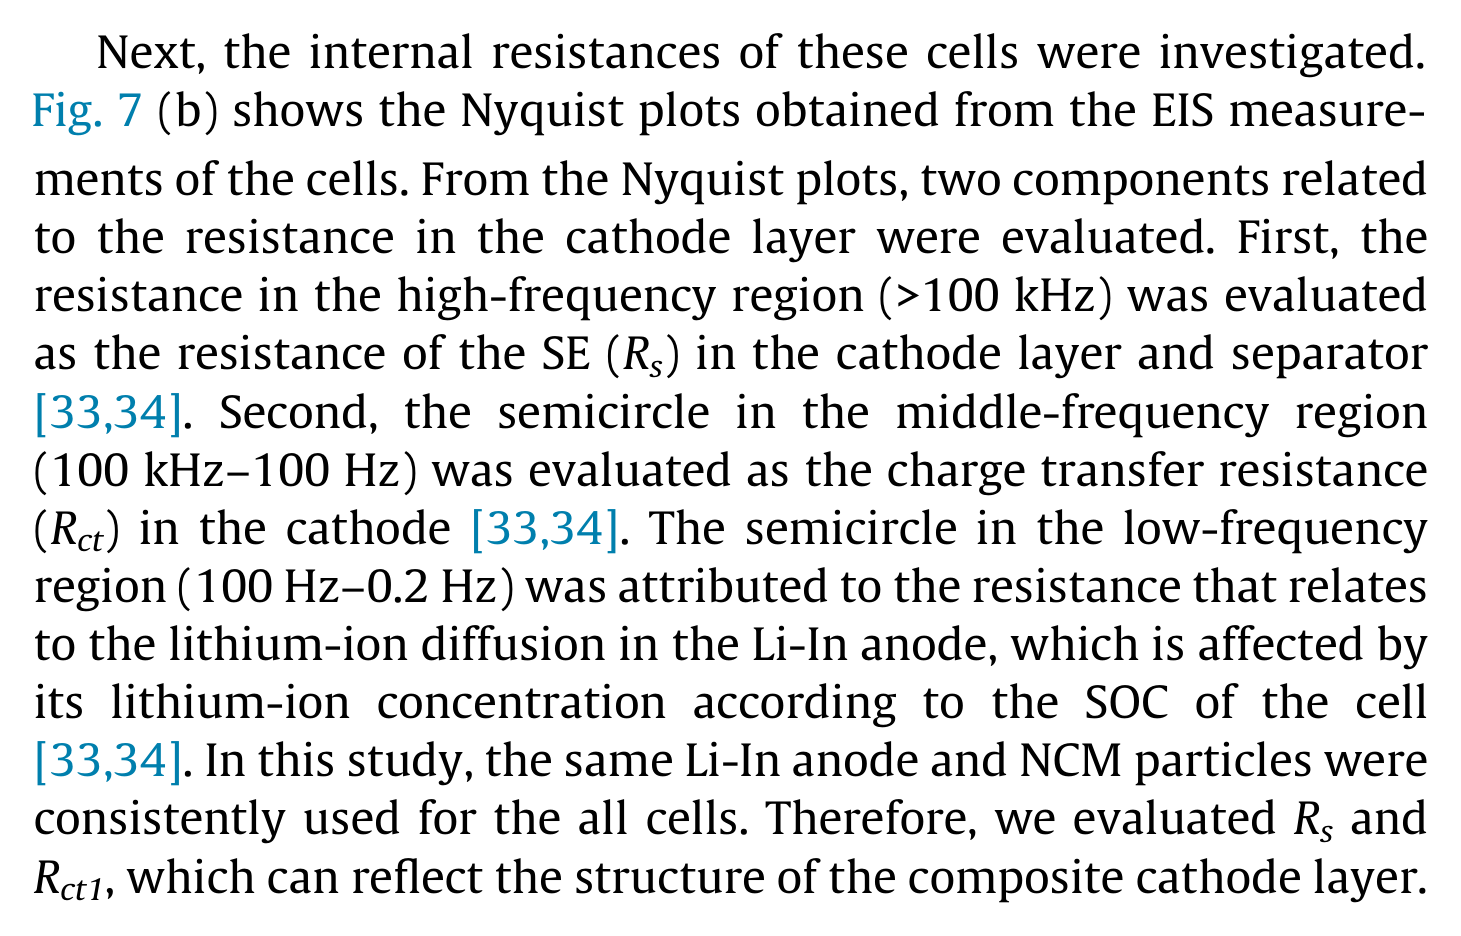 Next, the internal resistances of these cells were investigated.
Fig. 7 (b) shows the Nyquist plots obtained from the EIS measure-
ments of the cells. From the Nyquist plots, two components related
to the resistance in the cathode layer were evaluated. First, the
resistance in the high-frequency region (>100 kHz) was evaluated
as the resistance of the SE (Rs) in the cathode layer and separator
[33,34]. Second, the semicircle in the middle-frequency region
(100 kHz–100 Hz) was evaluated as the charge transfer resistance
(Rct) in the cathode [33,34]. The semicircle in the low-frequency
region (100 Hz–0.2 Hz) was attributed to the resistance that relates
to the lithium-ion diffusion in the Li-In anode, which is affected by
its lithium-ion concentration according to the SOC of the cell
[33,34]. In this study, the same Li-In anode and NCM particles were
consistently used for the all cells. Therefore, we evaluated Rs and
Rct1, which can reflect the structure of the composite cathode layer.